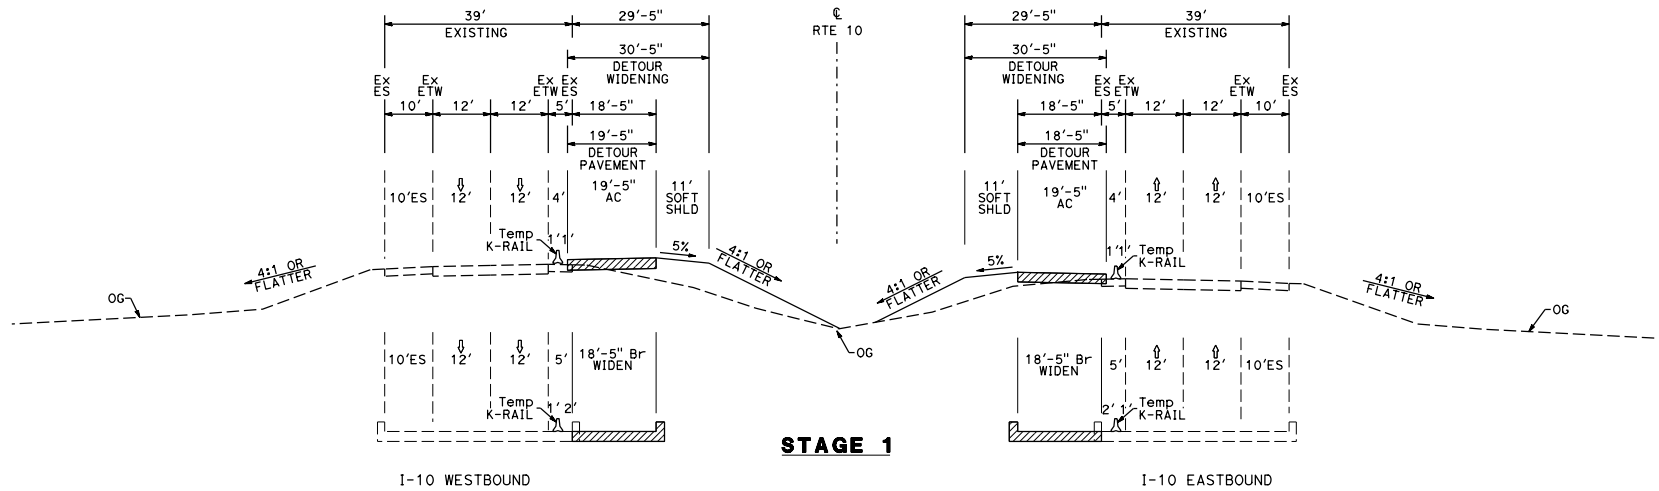 39' 29'-5" ℄ 29'-5" 39'
EXISTING RTE 10 EXISTING
30'-5" 30'-5"
DETOUR DETOUR
WIDENING WIDENING
Ex Ex Ex Ex Ex Ex Ex Ex
ES ETW ETW ES ES ETW ETW ES
10' 12' 12' 5' 18'-5" 18'-5" 5' 12' 12' 10'
19'-5" 18'-5"
DETOUR DETOUR
PAVEMENT PAVEMENT
10'ES 12' 12' 4' 19'-5" AC 11' SOFT SHLD 11' SOFT SHLD 19'-5" AC 4' 12' 12' 10'ES
Temp K-RAIL 1' 1' 1' 1' Temp K-RAIL
5% 5%
4:1 OR FLATTER 4:1 OR FLATTER 4:1 OR FLATTER 4:1 OR FLATTER
OG OG
OG
10'ES 12' 12' 5' 18'-5" Br WIDEN 18'-5" Br WIDEN 5' 12' 12' 10'ES
Temp K-RAIL 1' 2' 2' 1' Temp K-RAIL
STAGE 1
I-10 WESTBOUND I-10 EASTBOUND